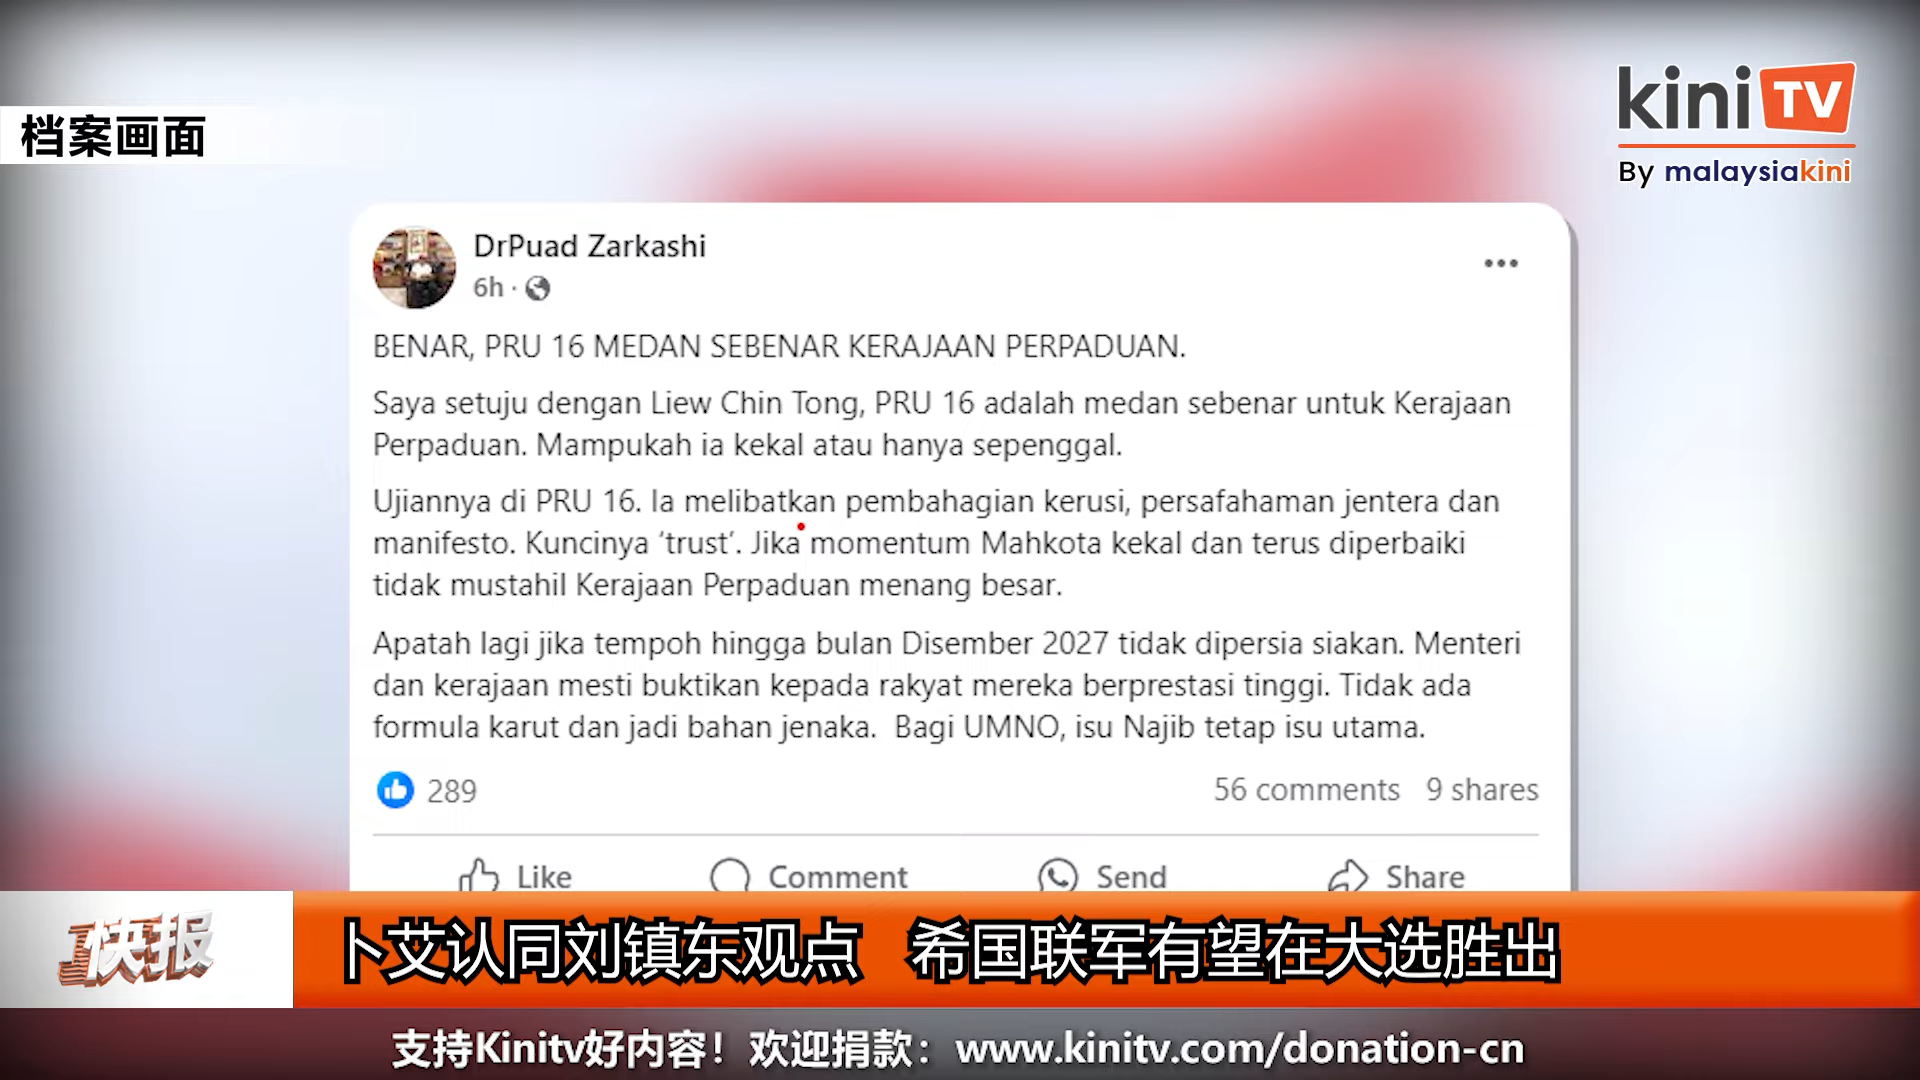 档案画面
kini TV
By malaysiakini
DrPuad Zarkashi
6h ·
BENAR, PRU 16 MEDAN SEBENAR KERAJAAN PERPADUAN.
Saya setuju dengan Liew Chin Tong, PRU 16 adalah medan sebenar untuk Kerajaan
Perpaduan. Mampukah ia kekal atau hanya sepenggal.
Ujiannya di PRU 16. Ia melibatkan pembahagian kerusi, persafahaman jentera dan
manifesto. Kuncinya ‘trust’. Jika momentum Mahkota kekal dan terus diperbaiki
tidak mustahil Kerajaan Perpaduan menang besar.
Apatah lagi jika tempoh hingga bulan Disember 2027 tidak dipersia siakan. Menteri
dan kerajaan mesti buktikan kepada rakyat mereka berprestasi tinggi. Tidak ada
formula karut dan jadi bahan jenaka.  Bagi UMNO, isu Najib tetap isu utama.
289 56 comments 9 shares
Like Comment Send Share
快报
卜艾认同刘镇东观点 希国联军有望在大选胜出
支持Kinitv好内容！欢迎捐款：www.kinitv.com/donation-cn